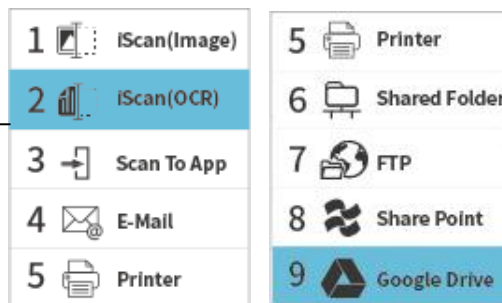 1 iScan(Image)
2 iScan(OCR)
3 Scan To App
4 E-Mail
5 Printer
5 Printer
6 Shared Folder
7 FTP
8 Share Point
9 Google Drive